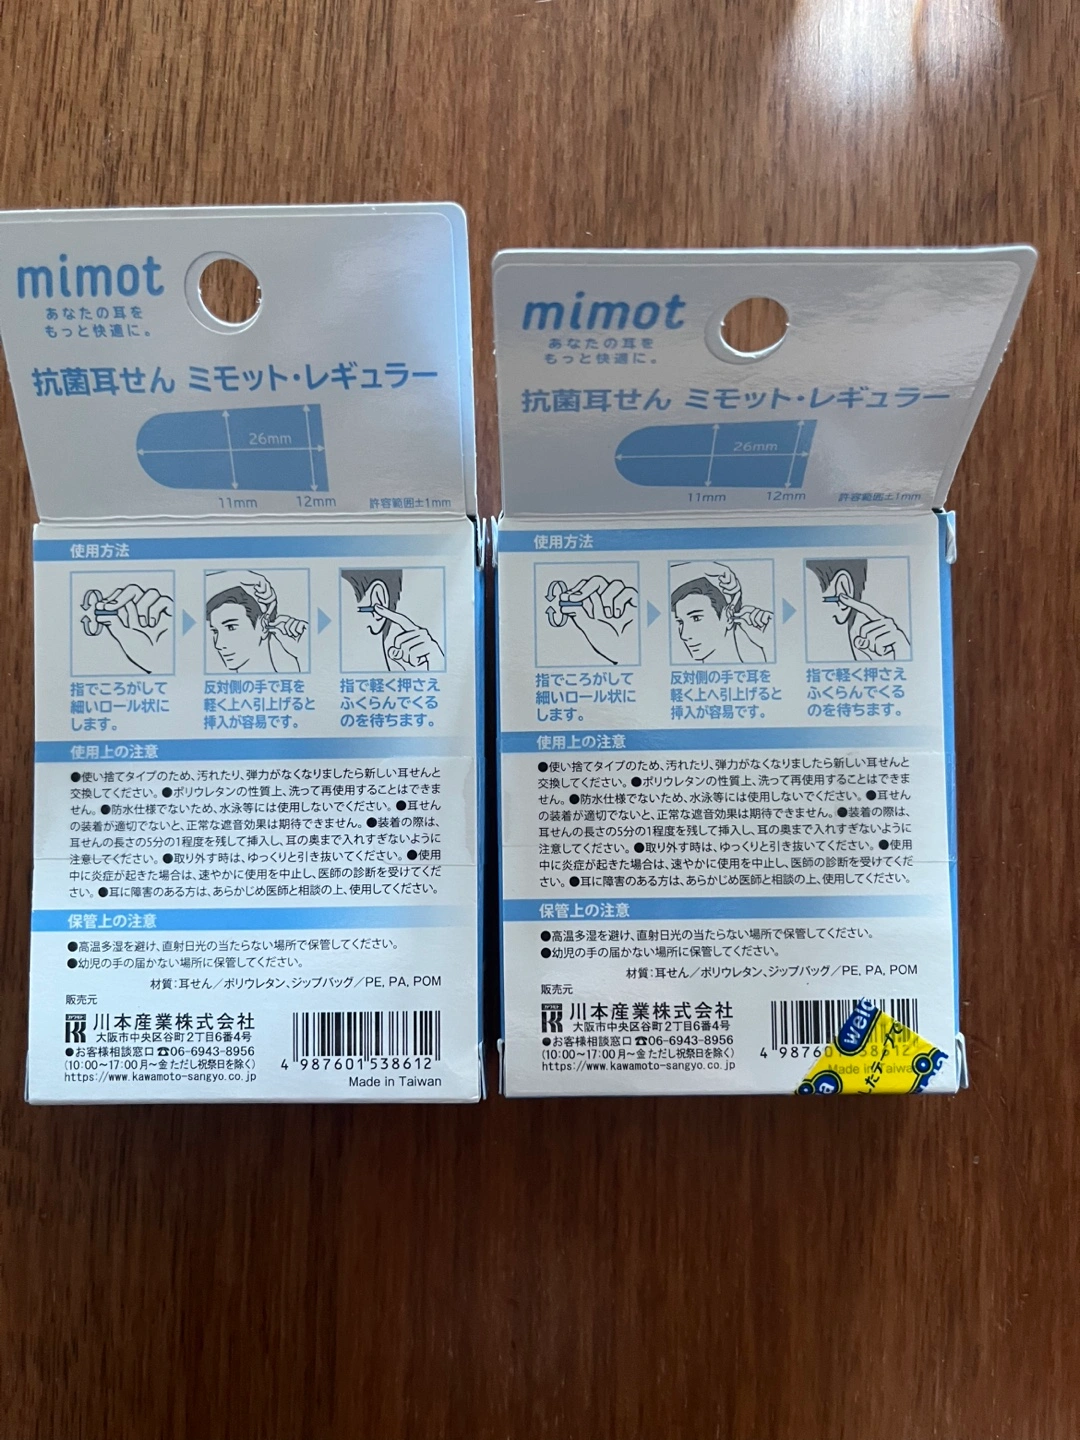 mimot
あなたの耳を
もっと快適に。
抗菌耳せん ミモット・レギュラー
26mm
11mm
12mm
許容範囲±1mm
使用方法
指でころがして
細いロール状に
します。
反対側の手で耳を
軽く上へ引上げると
挿入が容易です。
指で軽く押さえ
ふくらんでくる
のを待ちます。
使用上の注意
●使い捨てタイプのため、汚れたり、弾力がなくなりましたら新しい耳せんと
交換してください。●ポリウレタンの性質上、洗って再使用することはできま
せん。●防水仕様でないため、水泳等には使用しないでください。●耳せん
の装着が適切でないと、正常な遮音効果は期待できません。●装着の際は、
耳せんの長さの5分の1程度を残して挿入し、耳の奥まで入れすぎないように
注意してください。●取り外す時は、ゆっくりと引き抜いてください。●使用
中に炎症が起きた場合は、速やかに使用を中止し、医師の診断を受けてくだ
さい。●耳に障害のある方は、あらかじめ医師と相談の上、使用してください。
保管上の注意
●高温多湿を避け、直射日光の当たらない場所で保管してください。
●幼児の手の届かない場所に保管してください。
材質:耳せん/ポリウレタン、ジップバッグ/PE, PA, POM
販売元
川本産業株式会社
大阪市中央区谷町2丁目6番4号
●お客様相談窓口☎06-6943-8956
(10:00~17:00 月~金 ただし祝祭日を除く)
https://www.kawamoto-sangyo.co.jp
4 987601 538612
Made in Taiwan
mimot
あなたの耳を
もっと快適に。
抗菌耳せん ミモット・レギュラー
26mm
11mm
12mm
許容範囲±1mm
使用方法
指でころがして
細いロール状に
します。
反対側の手で耳を
軽く上へ引上げると
挿入が容易です。
指で軽く押さえ
ふくらんでくる
のを待ちます。
使用上の注意
●使い捨てタイプのため、汚れたり、弾力がなくなりましたら新しい耳せんと
交換してください。●ポリウレタンの性質上、洗って再使用することはできま
せん。●防水仕様でないため、水泳等には使用しないでください。●耳せん
の装着が適切でないと、正常な遮音効果は期待できません。●装着の際は、
耳せんの長さの5分の1程度を残して挿入し、耳の奥まで入れすぎないように
注意してください。●取り外す時は、ゆっくりと引き抜いてください。●使用
中に炎症が起きた場合は、速やかに使用を中止し、医師の診断を受けてくだ
さい。●耳に障害のある方は、あらかじめ医師と相談の上、使用してください。
保管上の注意
●高温多湿を避け、直射日光の当たらない場所で保管してください。
●幼児の手の届かない場所に保管してください。
材質:耳せん/ポリウレタン、ジップバッグ/PE, PA, POM
販売元
川本産業株式会社
大阪市中央区谷町2丁目6番4号
●お客様相談窓口☎06-6943-8956
(10:00~17:00 月~金 ただし祝祭日を除く)
https://www.kawamoto-sangyo.co.jp
4 987601 538612
Made in Taiwan
welc